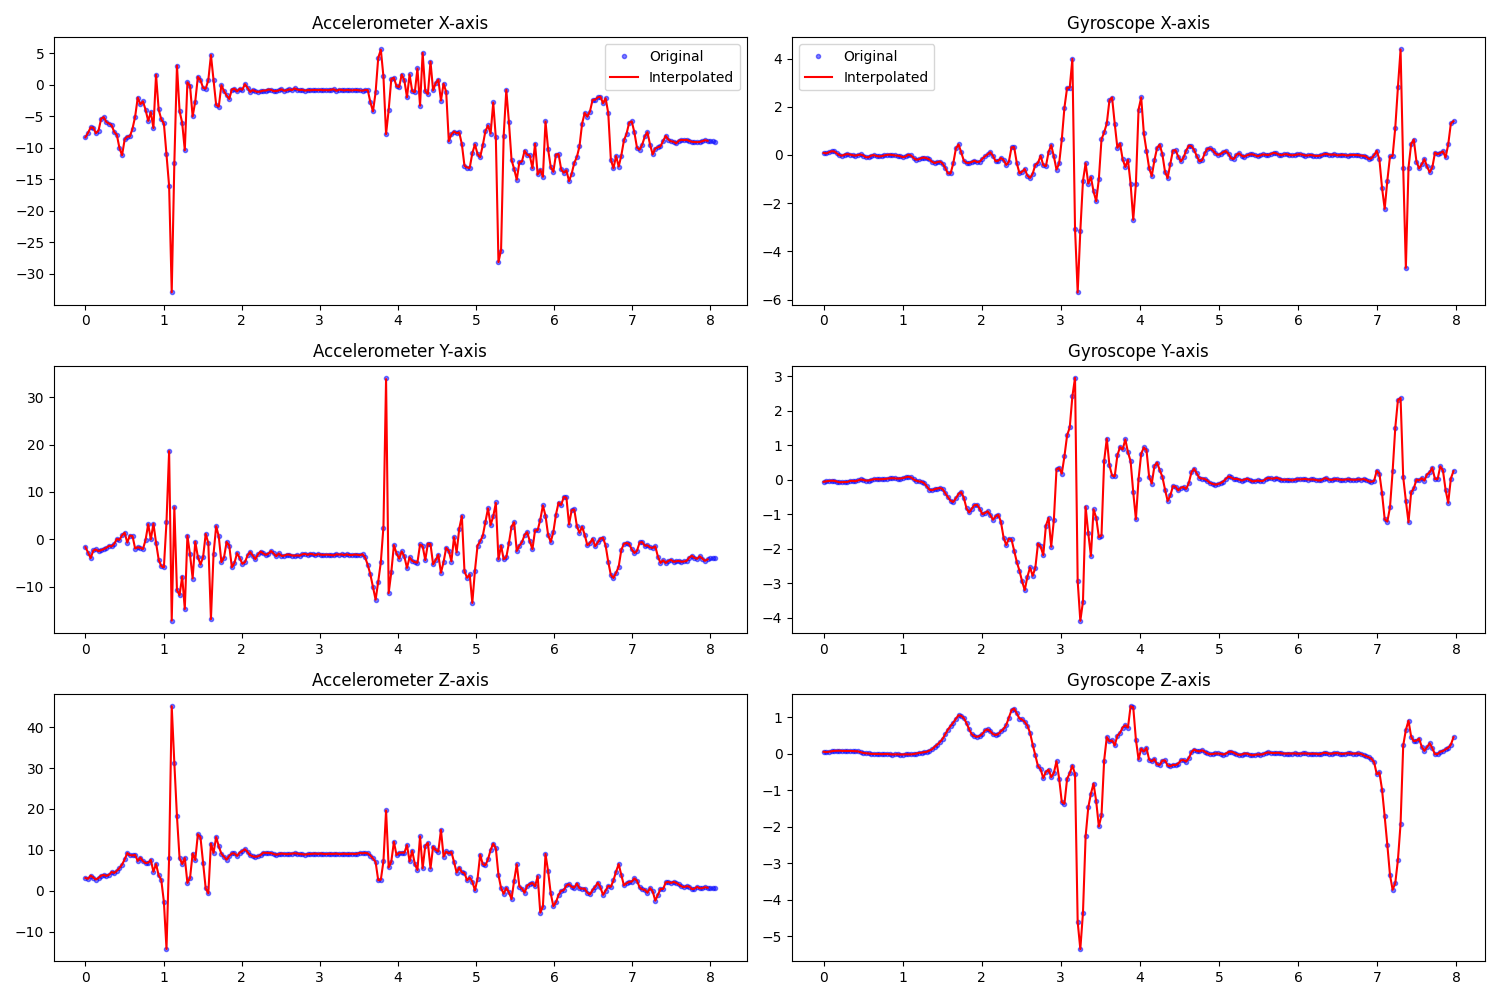 Accelerometer X-axis
5
0
−5
−10
−15
−20
−25
−30
0 1 2 3 4 5 6 7 8
Original
Interpolated
Gyroscope X-axis
4
2
0
−2
−4
−6
0 1 2 3 4 5 6 7 8
Original
Interpolated
Accelerometer Y-axis
30
20
10
0
−10
0 1 2 3 4 5 6 7 8
Gyroscope Y-axis
3
2
1
0
−1
−2
−3
−4
0 1 2 3 4 5 6 7 8
Accelerometer Z-axis
40
30
20
10
0
−10
0 1 2 3 4 5 6 7 8
Gyroscope Z-axis
1
0
−1
−2
−3
−4
−5
0 1 2 3 4 5 6 7 8